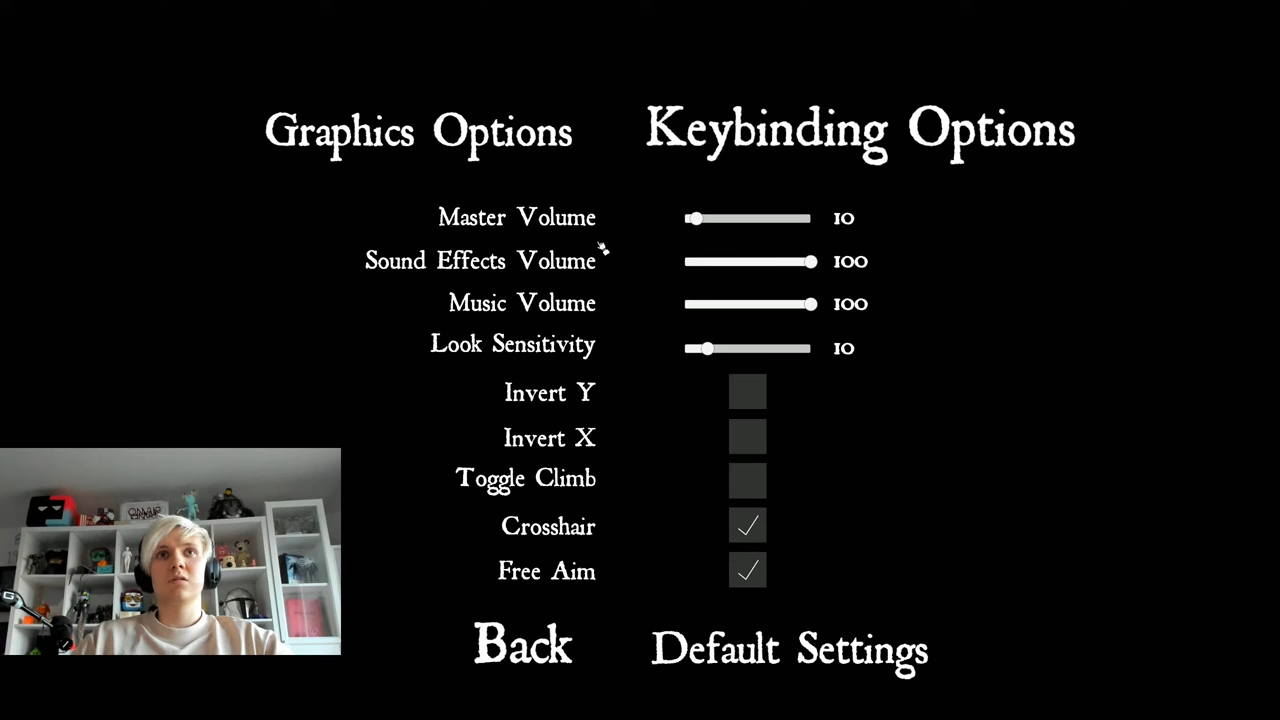 Graphics Options Keybinding Options
Master Volume 10
Sound Effects Volume 100
Music Volume 100
Look Sensitivity 10
Invert Y
Invert X
Toggle Climb
Crosshair
Free Aim
Back Default Settings